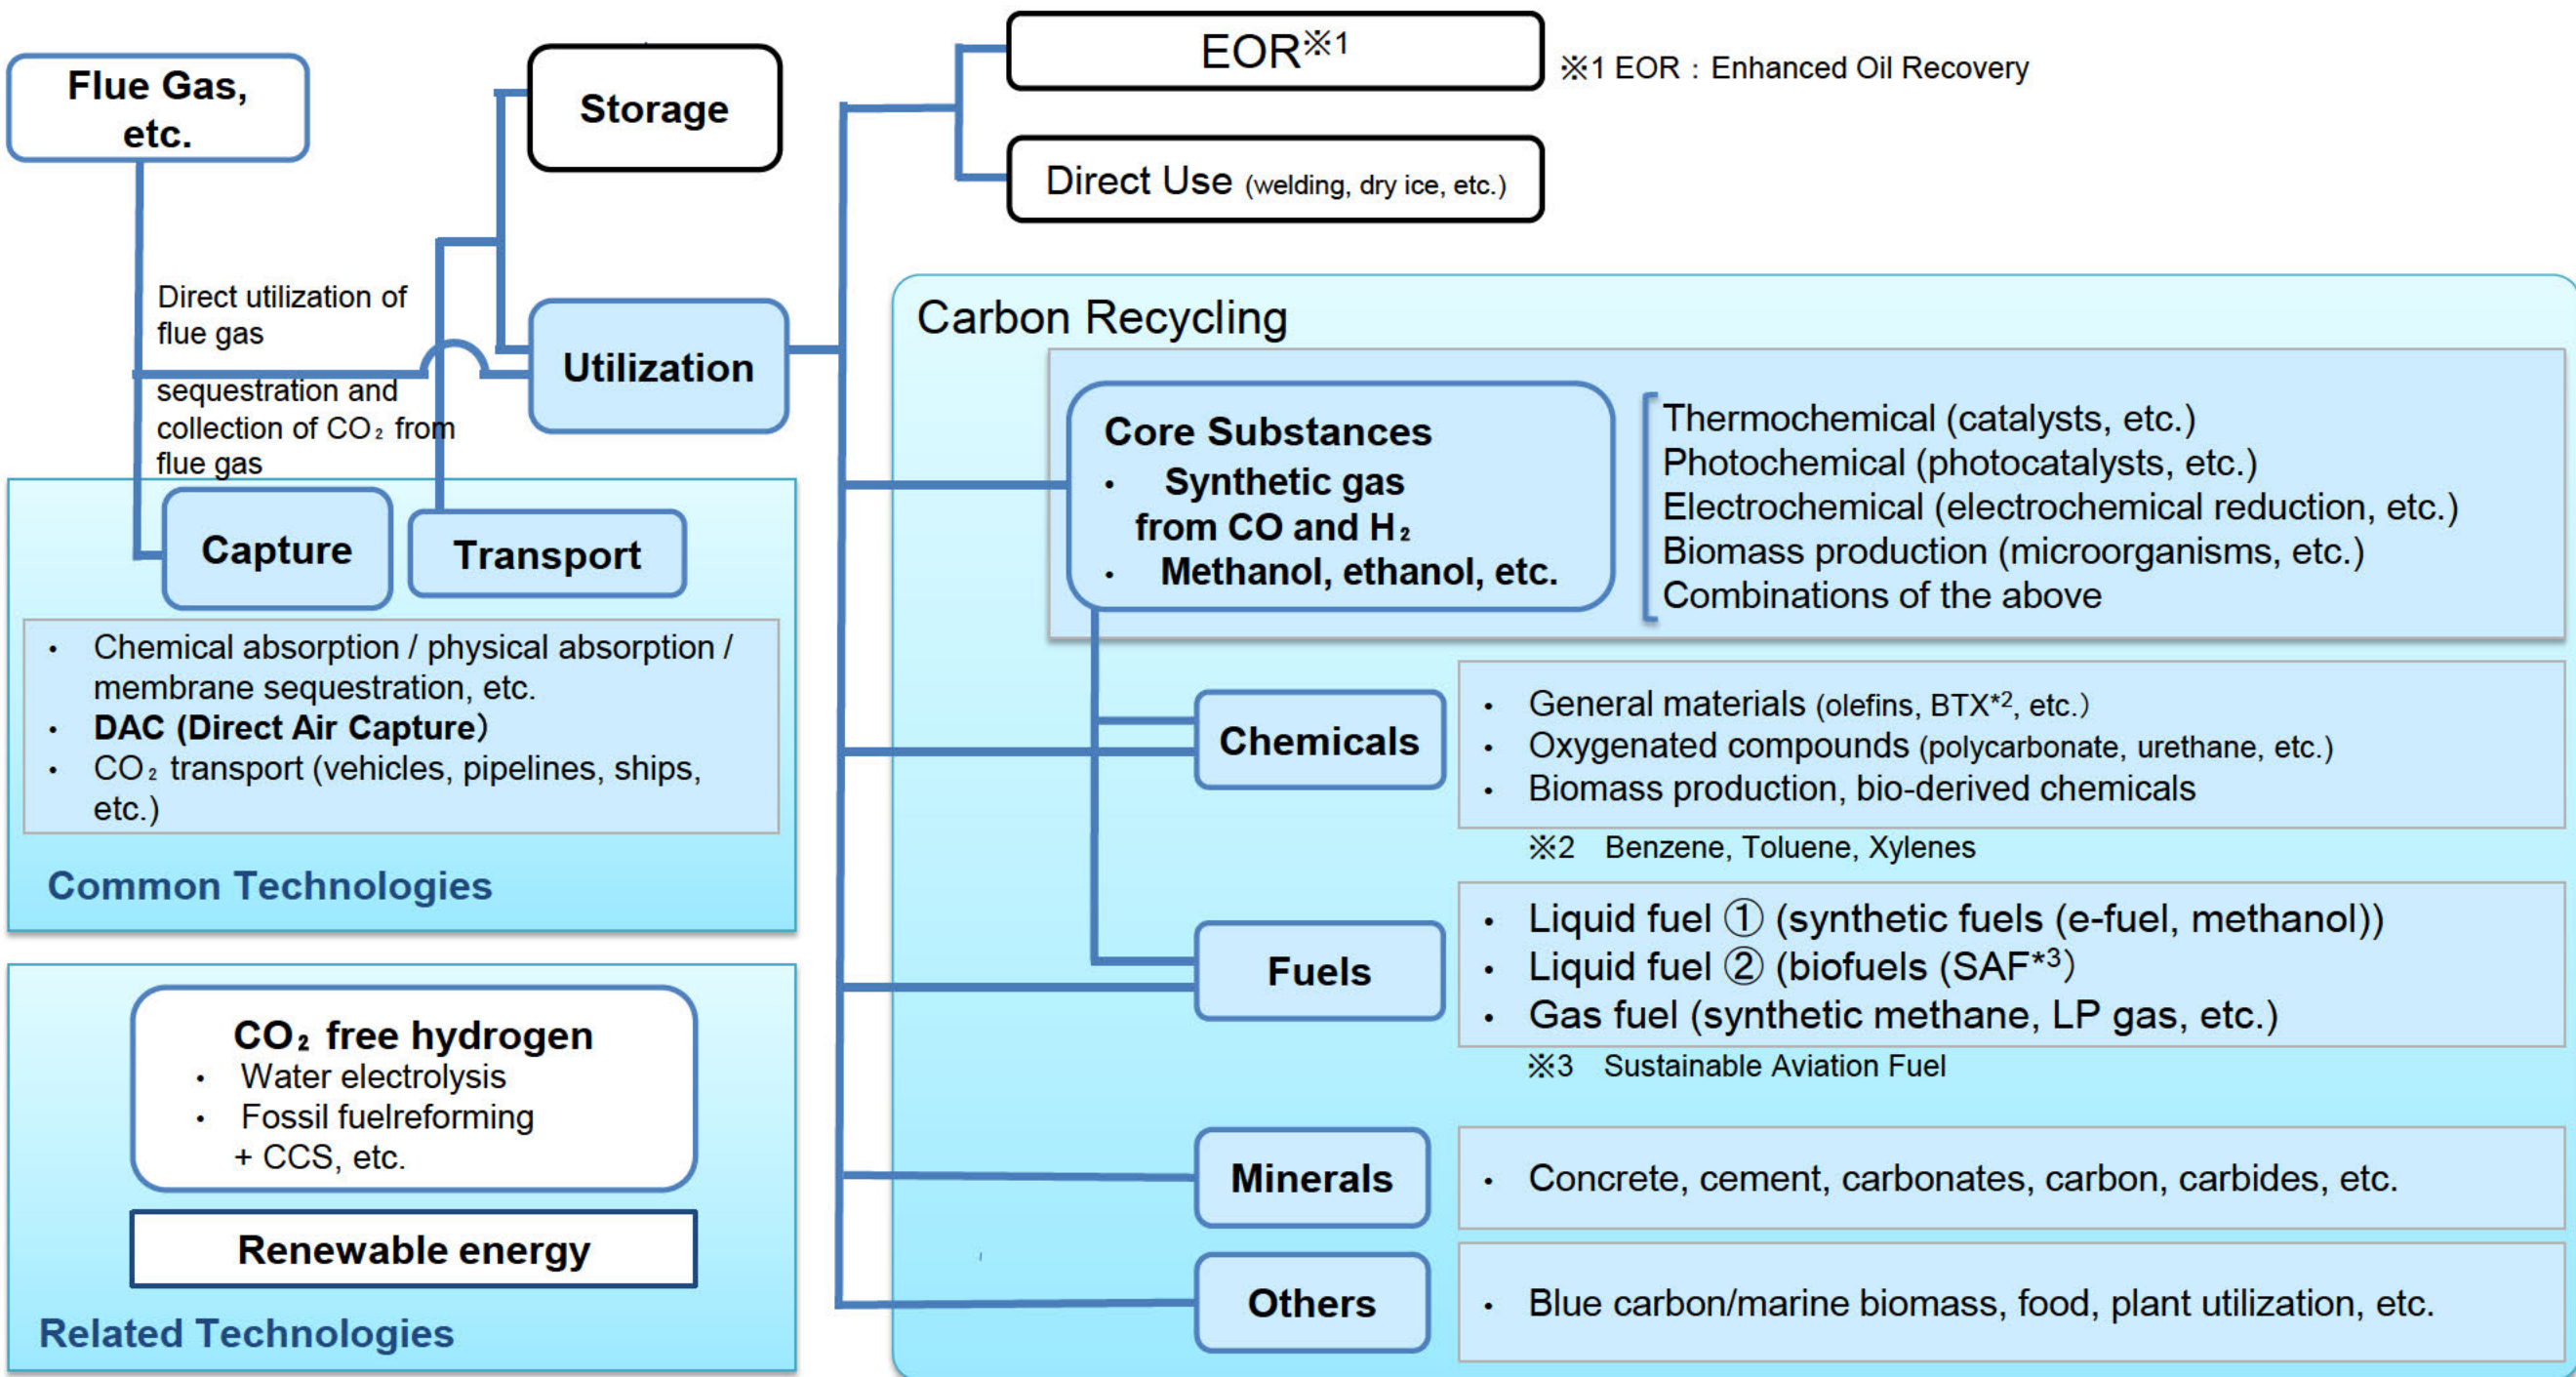 Flue Gas,
etc.
Storage
EOR※1
※1 EOR：Enhanced Oil Recovery
Direct Use (welding, dry ice, etc.)
Direct utilization of
flue gas
Utilization
sequestration and
collection of CO₂ from
flue gas
Capture
Transport
• Chemical absorption / physical absorption /
membrane sequestration, etc.
• DAC (Direct Air Capture）
• CO₂ transport (vehicles, pipelines, ships,
etc.)
Common Technologies
CO₂ free hydrogen
• Water electrolysis
• Fossil fuelreforming
+ CCS, etc.
Renewable energy
Related Technologies
Carbon Recycling
Core Substances
• Synthetic gas
from CO and H₂
• Methanol, ethanol, etc.
Thermochemical (catalysts, etc.)
Photochemical (photocatalysts, etc.)
Electrochemical (electrochemical reduction, etc.)
Biomass production (microorganisms, etc.)
Combinations of the above
Chemicals
• General materials (olefins, BTX*2, etc.）
• Oxygenated compounds (polycarbonate, urethane, etc.)
• Biomass production, bio-derived chemicals
※2 Benzene, Toluene, Xylenes
Fuels
• Liquid fuel ① (synthetic fuels (e-fuel, methanol))
• Liquid fuel ② (biofuels (SAF*3）
• Gas fuel (synthetic methane, LP gas, etc.)
※3 Sustainable Aviation Fuel
Minerals
• Concrete, cement, carbonates, carbon, carbides, etc.
Others
• Blue carbon/marine biomass, food, plant utilization, etc.